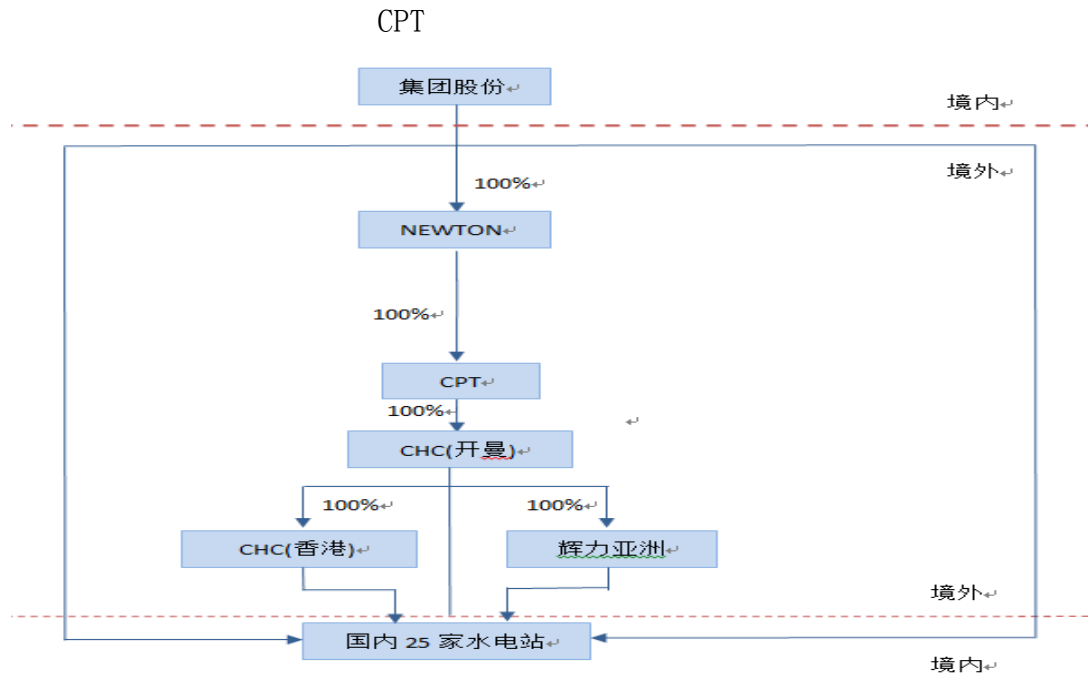 CPT
集团股份
境内
境外
100%
NEWTON
100%
CPT
100%
CHC(开曼)
100%
100%
CHC(香港)
辉力亚洲
境外
国内 25 家水电站
境内